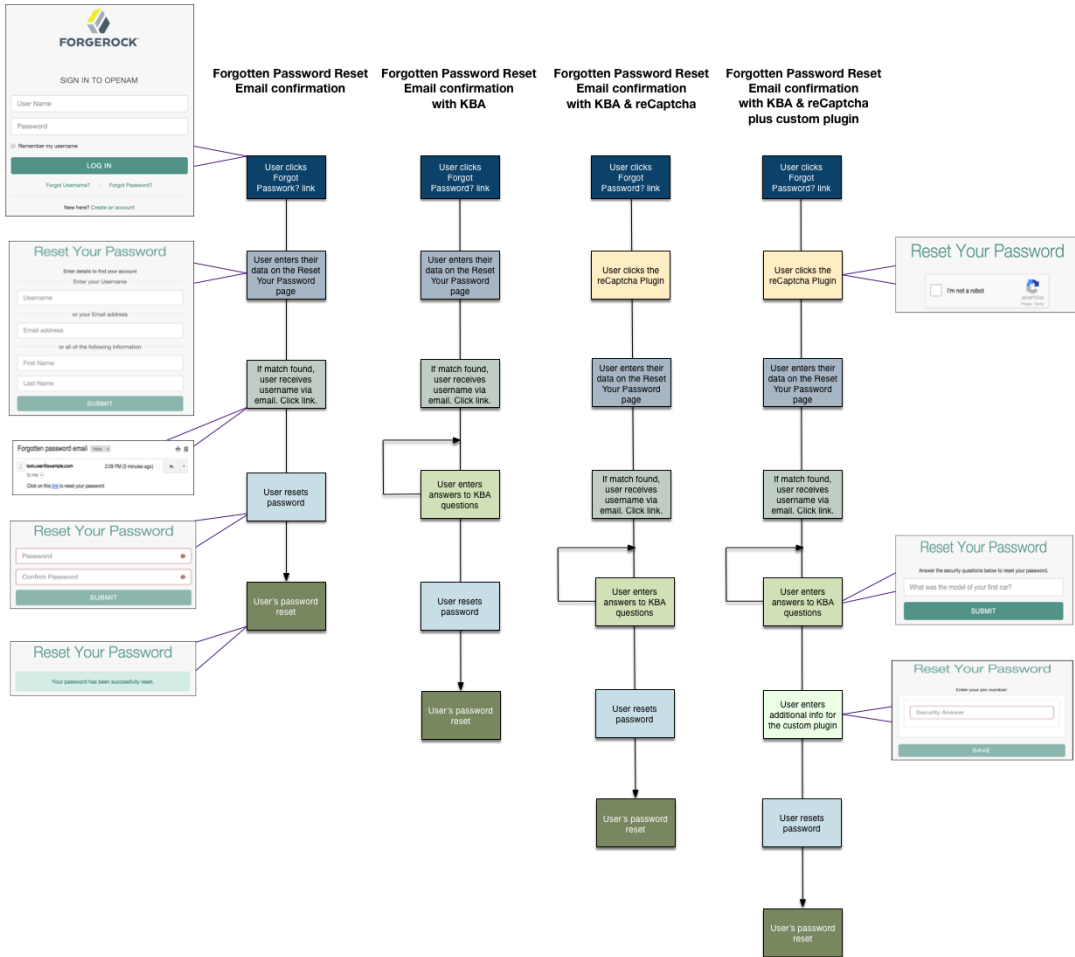 FORGEROCK
SIGN IN TO OPENAM
User Name
Password
Remember my username
LOG IN
Forgot Username? | Forgot Password?
New here? Create an account
Reset Your Password
Enter details to find your account
Enter your Username
Username
or your Email address
Email address
or all of the following information
First Name
Last Name
SUBMIT
Forgotten password email
Inbox x
test.user@example.com
2:09 PM (0 minutes ago)
to me
Click on this link to reset your password
Reset Your Password
Password
Confirm Password
SUBMIT
Reset Your Password
Your password has been successfully reset.
Forgotten Password Reset
Email confirmation
User clicks
Forgot
Passwork? link
User enters their
data on the Reset
Your Password
page
If match found,
user receives
username via
email. Click link.
User resets
password
User's password
reset
Forgotten Password Reset
Email confirmation
with KBA
User clicks
Forgot
Password? link
User enters their
data on the Reset
Your Password
page
If match found,
user receives
username via
email. Click link.
User enters
answers to KBA
questions
User resets
password
User's password
reset
Forgotten Password Reset
Email confirmation
with KBA & reCaptcha
User clicks
Forgot
Password? link
User clicks the
reCaptcha Plugin
User enters their
data on the Reset
Your Password
page
If match found,
user receives
username via
email. Click link.
User enters
answers to KBA
questions
User resets
password
User's password
reset
Forgotten Password Reset
Email confirmation
with KBA & reCaptcha
plus custom plugin
User clicks
Forgot
Password? link
User clicks the
reCaptcha Plugin
User enters their
data on the Reset
Your Password
page
If match found,
user receives
username via
email. Click link.
User enters
answers to KBA
questions
User enters
additional info for
the custom plugin
User resets
password
User's password
reset
Reset Your Password
I'm not a robot
reCAPTCHA
Privacy - Terms
Reset Your Password
Answer the security questions below to reset your password.
What was the model of your first car?
SUBMIT
Reset Your Password
Enter your pin number:
Security Answer
SAVE